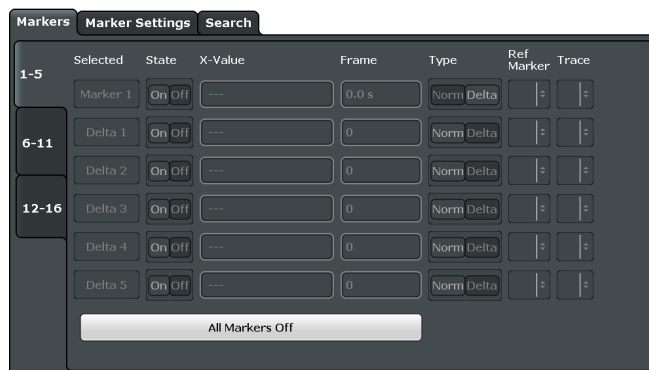 Markers Marker Settings Search
1-5
6-11
12-16
Selected State X-Value Frame Type Ref Marker Trace
Marker 1 On Off --- 0.0 s Norm Delta
Delta 1 On Off --- 0 Norm Delta
Delta 2 On Off --- 0 Norm Delta
Delta 3 On Off --- 0 Norm Delta
Delta 4 On Off --- 0 Norm Delta
Delta 5 On Off --- 0 Norm Delta
All Markers Off